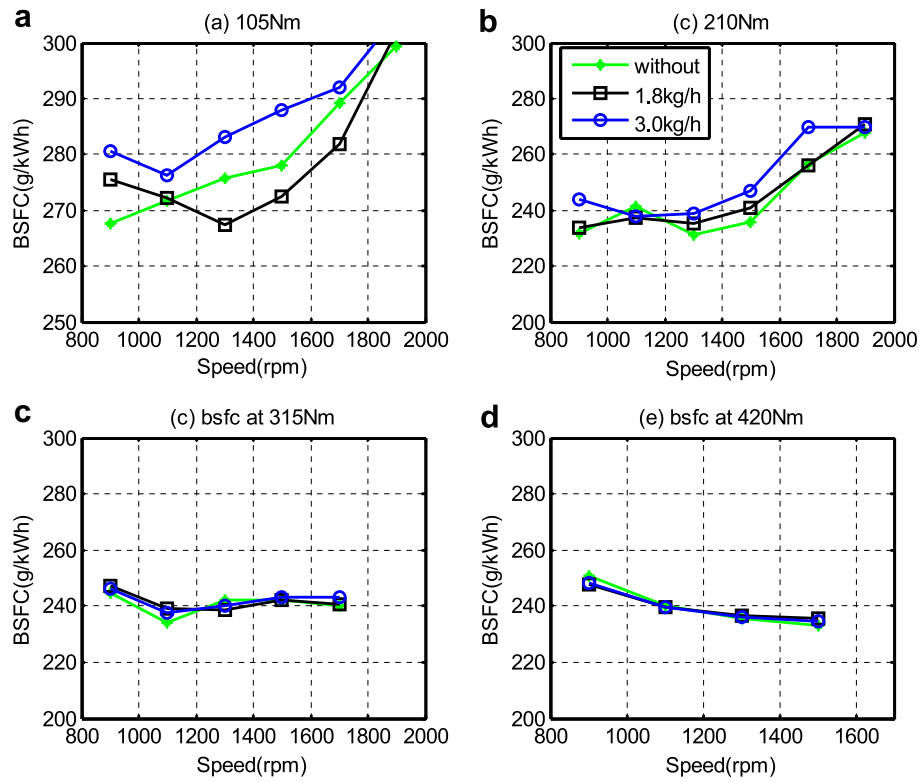 a
(a) 105Nm
300
290
280
270
260
250
BSFC(g/kWh)
800 1000 1200 1400 1600 1800 2000
Speed(rpm)
b
(c) 210Nm
without
1.8kg/h
3.0kg/h
300
280
260
240
220
200
BSFC(g/kWh)
800 1000 1200 1400 1600 1800 2000
Speed(rpm)
c
(c) bsfc at 315Nm
300
280
260
240
220
200
BSFC(g/kWh)
800 1000 1200 1400 1600 1800 2000
Speed(rpm)
d
(e) bsfc at 420Nm
300
280
260
240
220
200
BSFC(g/kWh)
800 1000 1200 1400 1600
Speed(rpm)